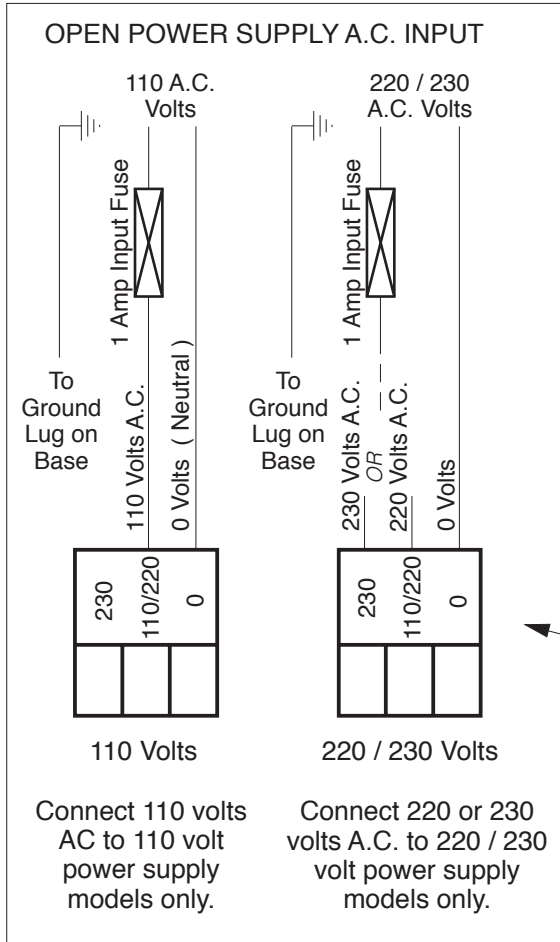 OPEN POWER SUPPLY A.C. INPUT
110 A.C.
Volts
1 Amp Input Fuse
To
Ground
Lug on
Base
110 Volts A.C.
0 Volts ( Neutral )
230
110/220
0
110 Volts
Connect 110 volts
AC to 110 volt
power supply
models only.
220 / 230
A.C. Volts
1 Amp Input Fuse
To
Ground
Lug on
Base
230 Volts A.C.
OR
220 Volts A.C.
0 Volts
230
110/220
0
220 / 230 Volts
Connect 220 or 230
volts A.C. to 220 / 230
volt power supply
models only.